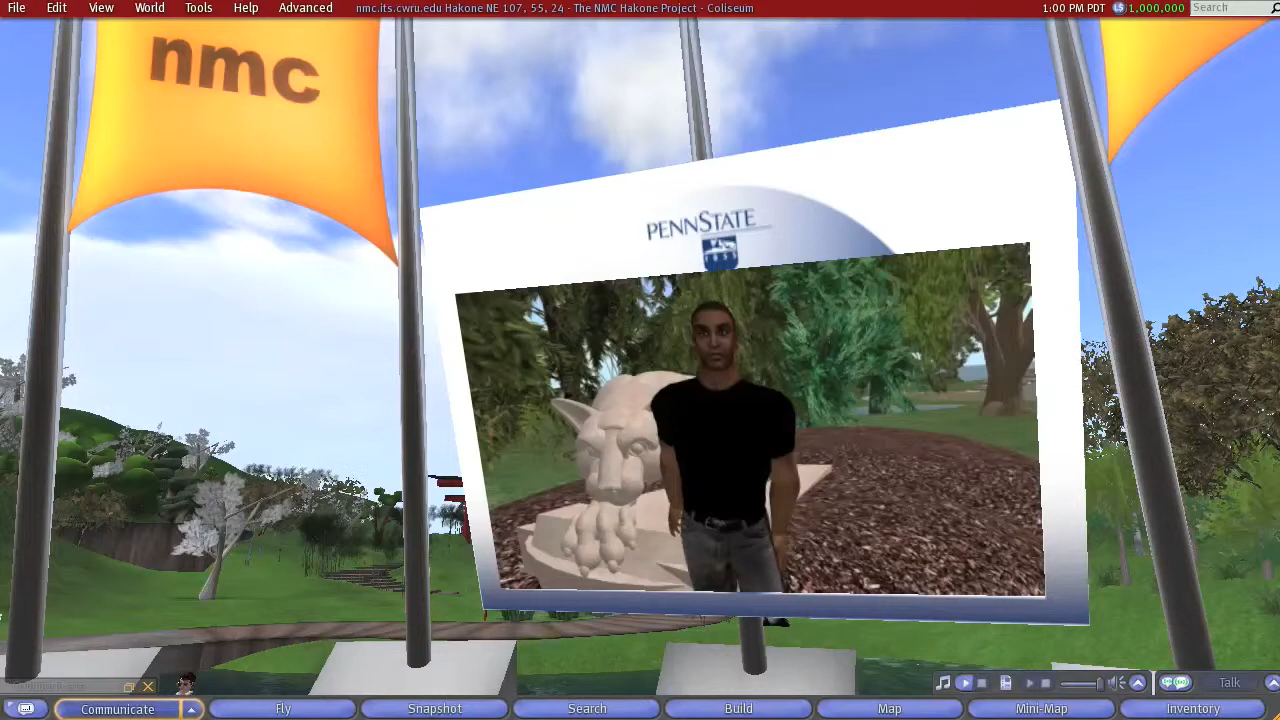 File Edit View World Tools Help Advanced nmc.its.cwru.edu Hakone NE 107, 55, 24 - The NMC Hakone Project - Coliseum 1:00 PM PDT L$ 1,000,000 Search
nmc
PENNSTATE
1855
Talk
Communicate Fly Snapshot Search Build Map Mini-Map Inventory